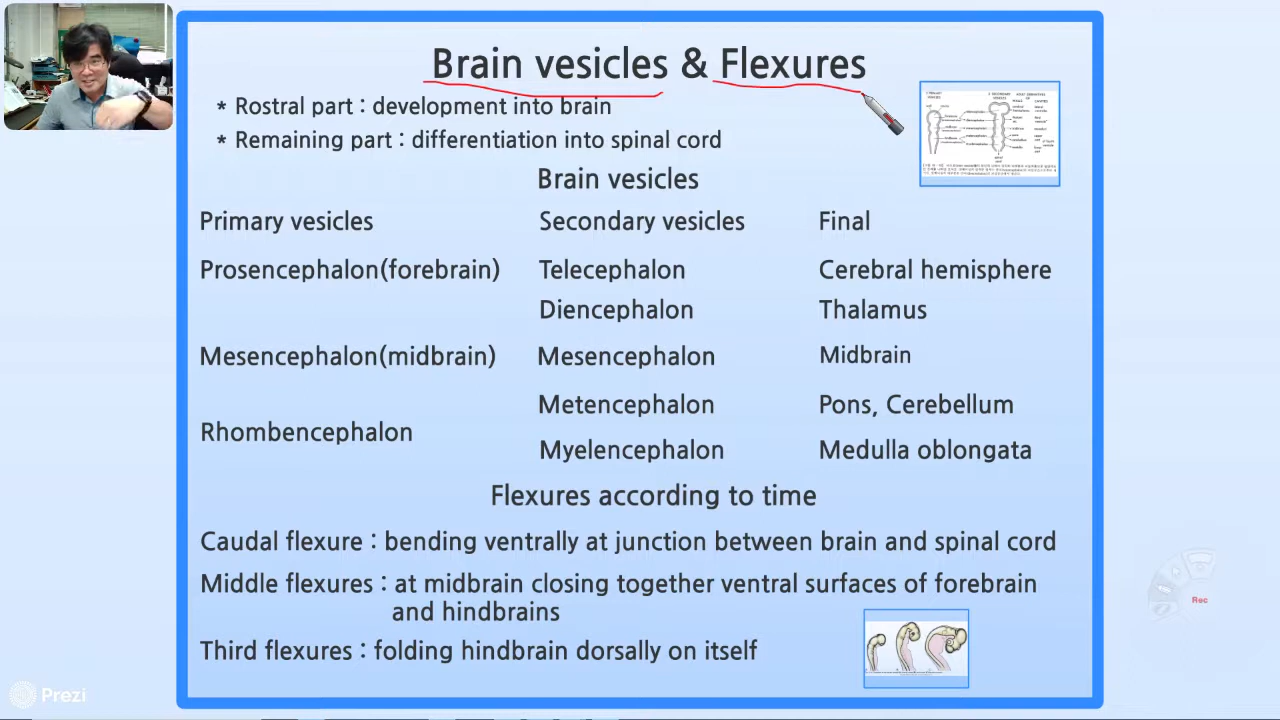 Brain vesicles & Flexures
* Rostral part : development into brain
* Remaining part : differentiation into spinal cord
Brain vesicles
Primary vesicles Secondary vesicles Final
Prosencephalon(forebrain) Telecephalon Cerebral hemisphere
Diencephalon Thalamus
Mesencephalon(midbrain) Mesencephalon Midbrain
Metencephalon Pons, Cerebellum
Rhombencephalon
Myelencephalon Medulla oblongata
Flexures according to time
Caudal flexure : bending ventrally at junction between brain and spinal cord
Middle flexures : at midbrain closing together ventral surfaces of forebrain
and hindbrains
Third flexures : folding hindbrain dorsally on itself
Rec
Prezi